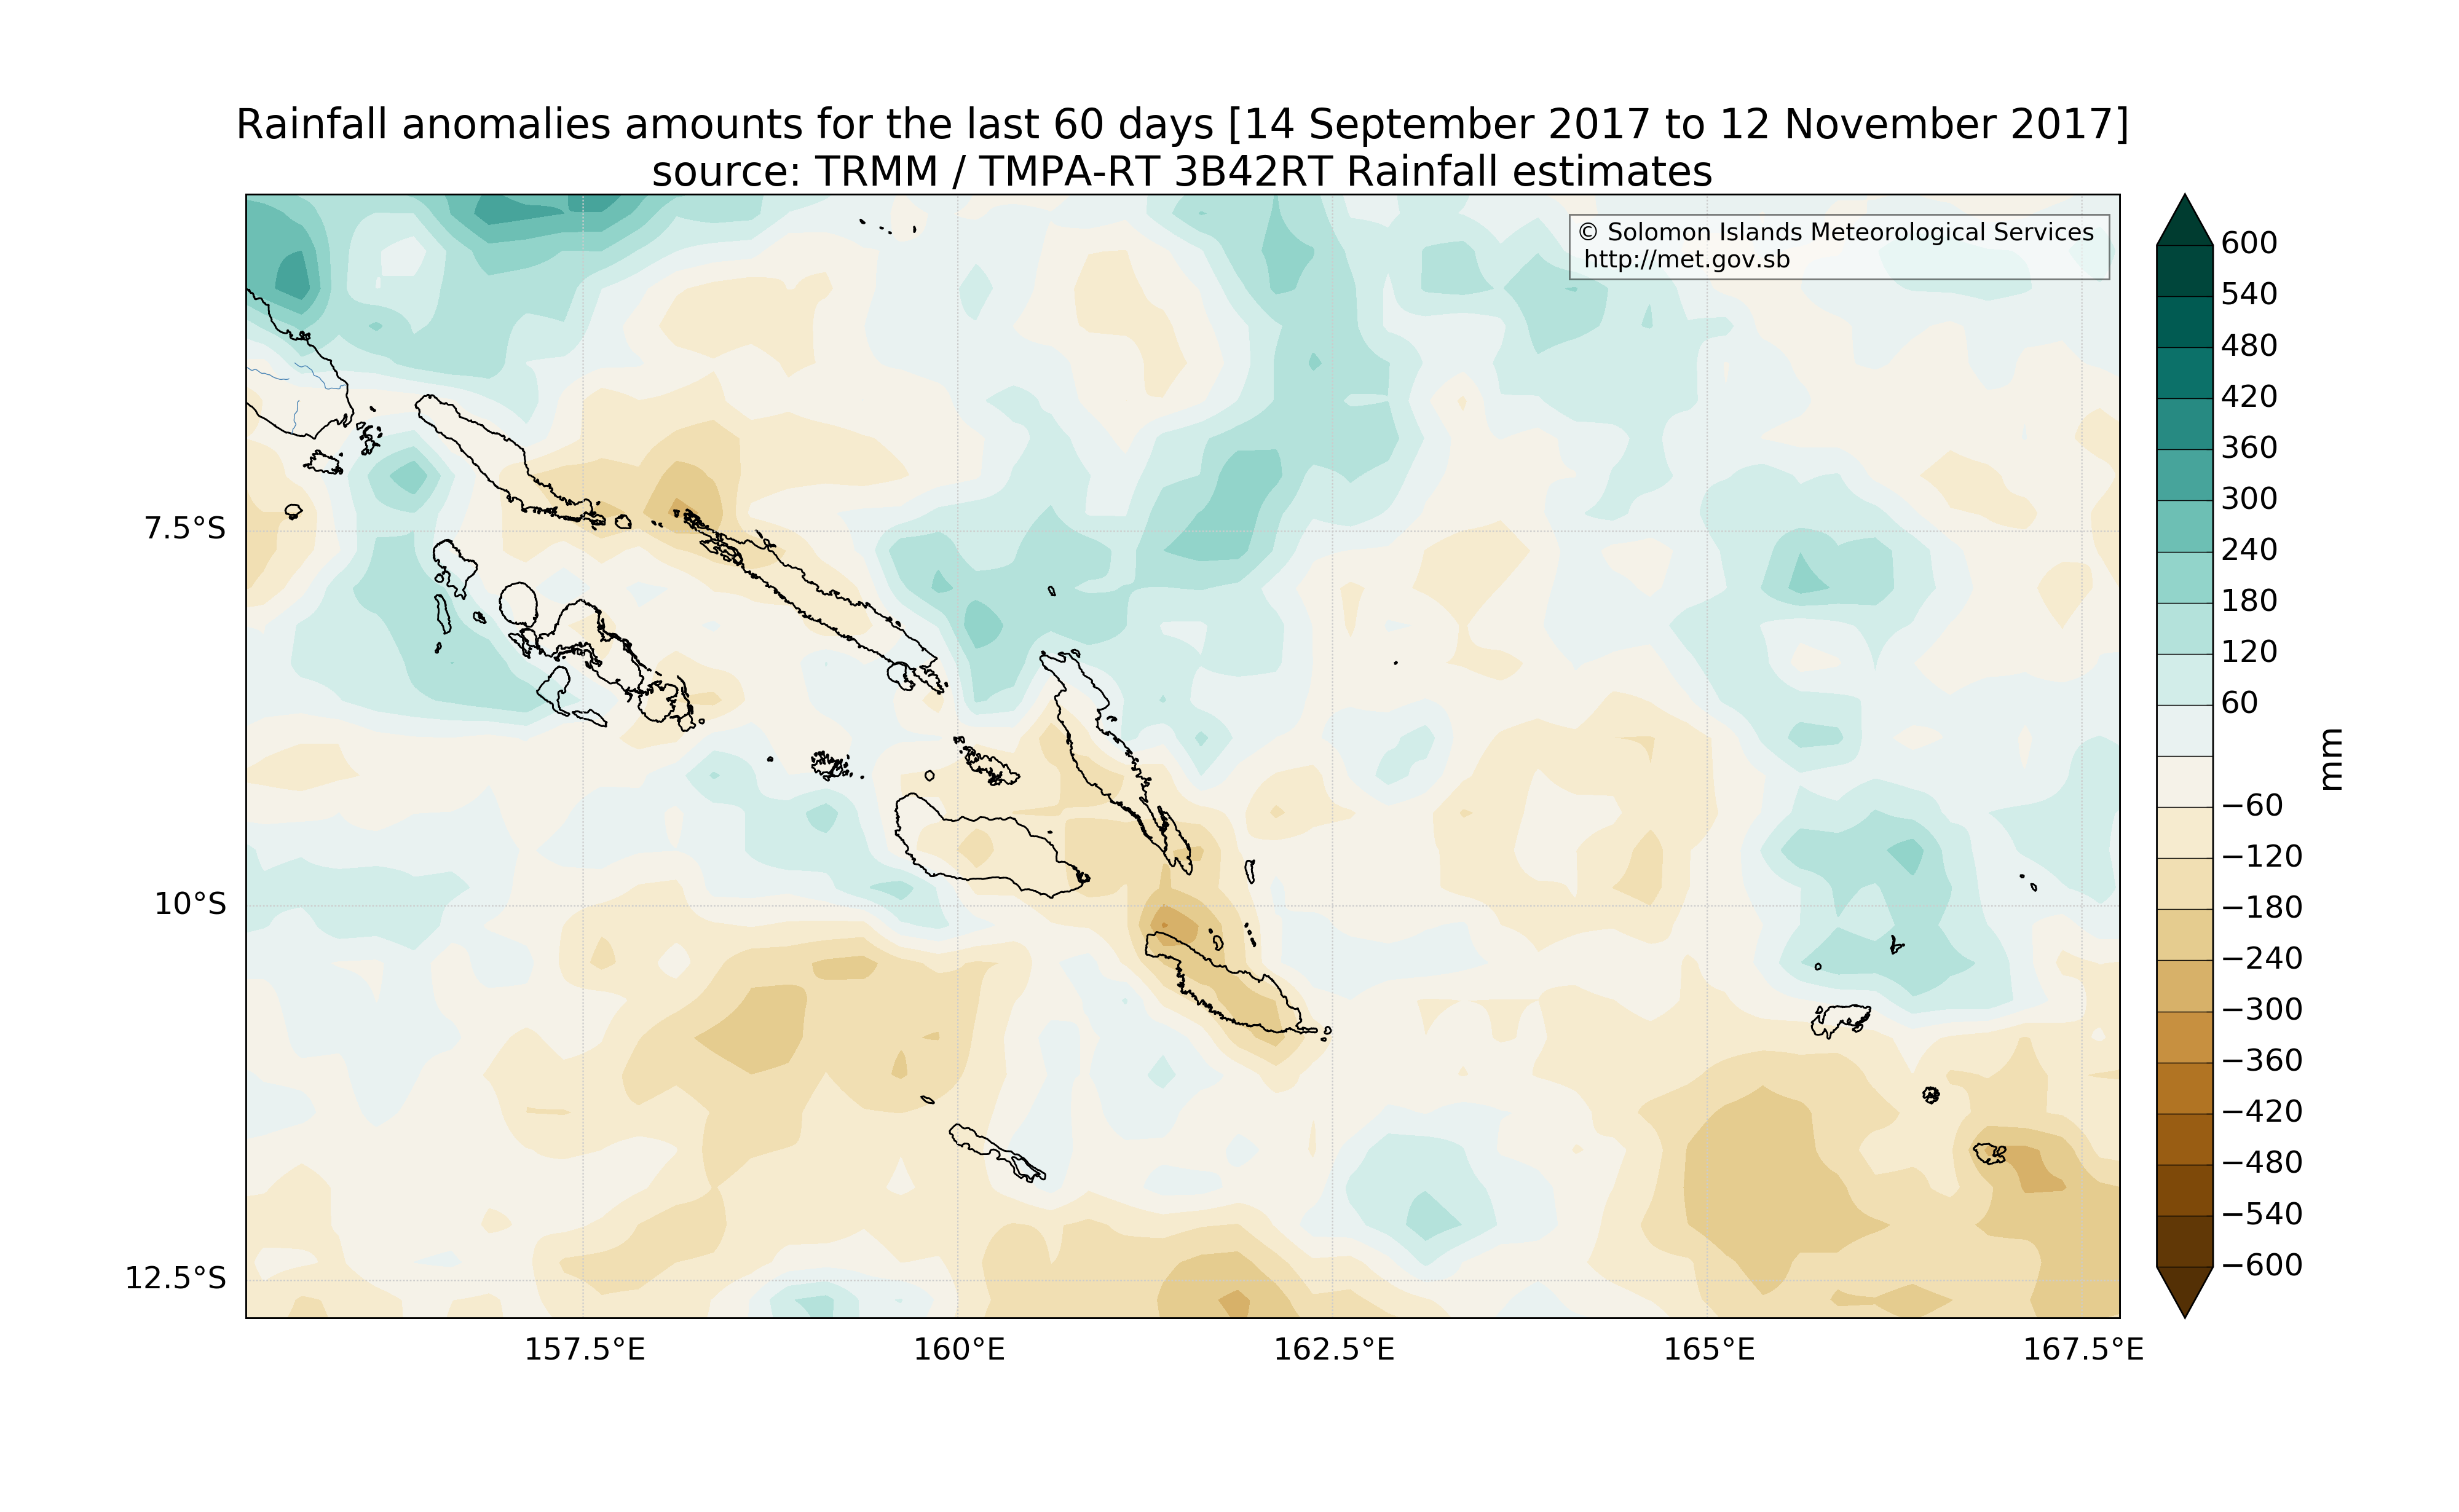 Rainfall anomalies amounts for the last 60 days [14 September 2017 to 12 November 2017]
source: TRMM / TMPA-RT 3B42RT Rainfall estimates
© Solomon Islands Meteorological Services
http://met.gov.sb
7.5°S
10°S
12.5°S
157.5°E
160°E
162.5°E
165°E
167.5°E
600
540
480
420
360
300
240
180
120
60
−60
−120
−180
−240
−300
−360
−420
−480
−540
−600
mm